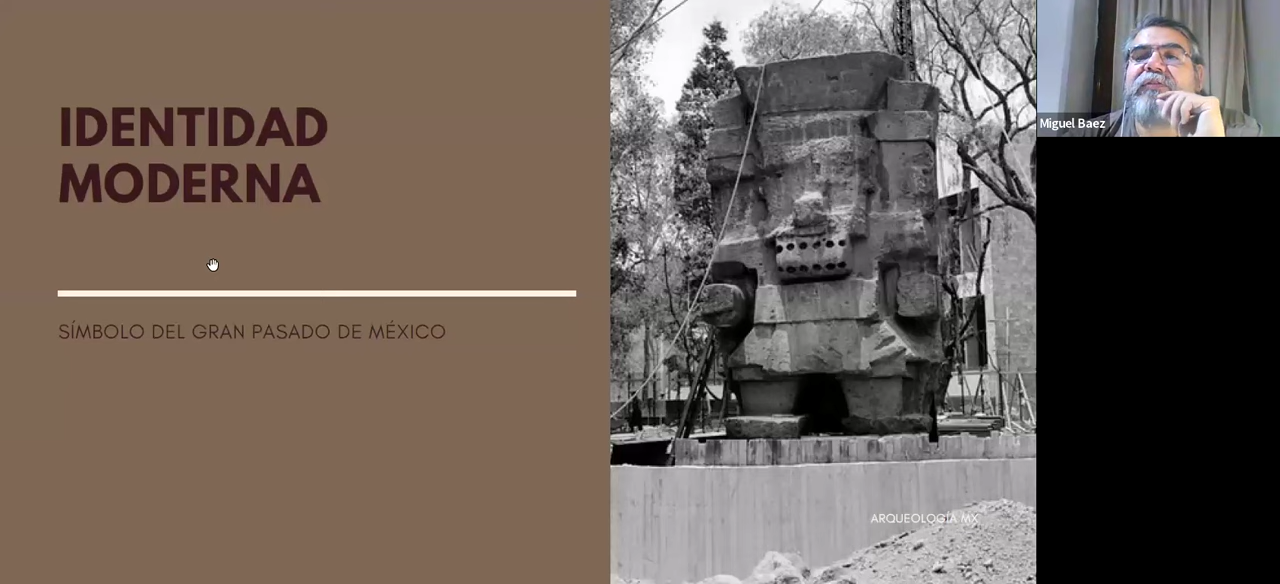 IDENTIDAD
MODERNA
SÍMBOLO DEL GRAN PASADO DE MÉXICO
ARQUEOLOGÍA MX
Miguel Baez